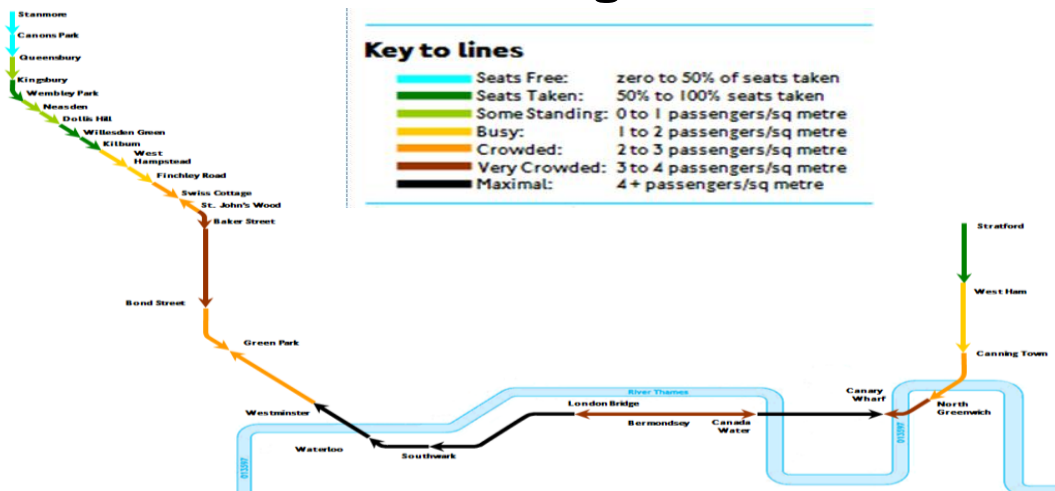 Stanmore
Canons Park
Queensbury
Kingsbury
Wembley Park
Neasden
Dollis Hill
Willesden Green
Kilburn
West
Hampstead
Finchley Road
Swiss Cottage
St. John's Wood
Baker Street
Bond Street
Green Park
Westminster
Waterloo
Southwark
London Bridge
Bermondsey
Canada
Water
Canary
Wharf
North
Greenwich
Canning Town
West Ham
Stratford
River Thames
Key to lines
Seats Free: zero to 50% of seats taken
Seats Taken: 50% to 100% seats taken
Some Standing: 0 to 1 passengers/sq metre
Busy: 1 to 2 passengers/sq metre
Crowded: 2 to 3 passengers/sq metre
Very Crowded: 3 to 4 passengers/sq metre
Maximal: 4+ passengers/sq metre